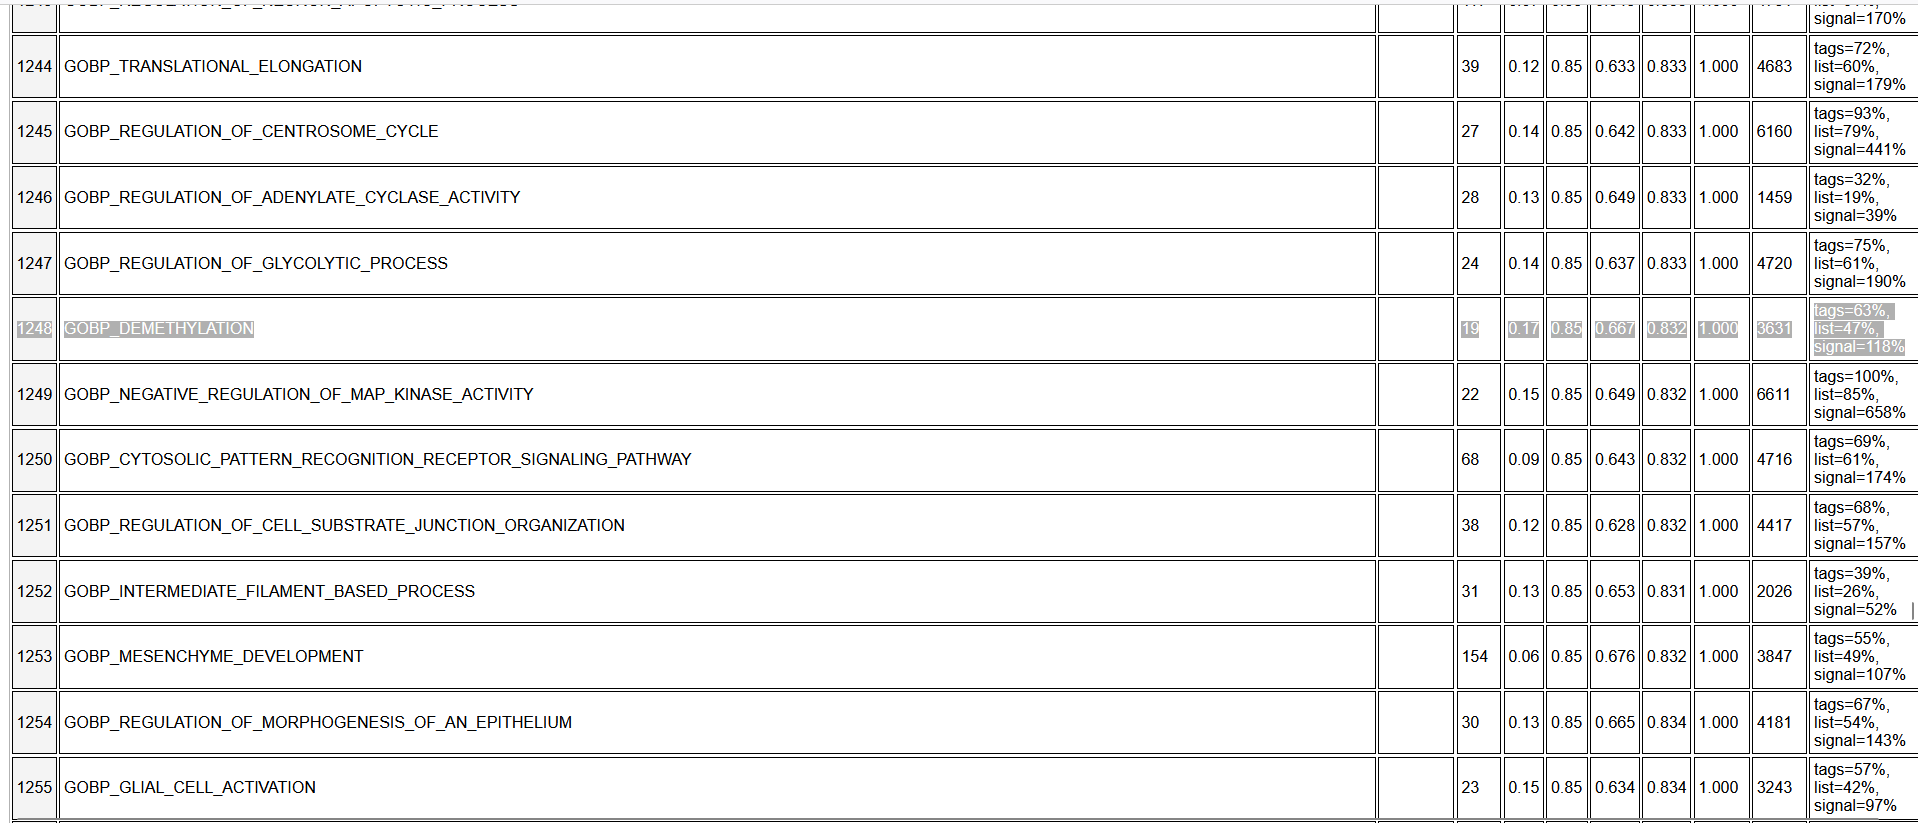 signal=170%
1244 GOBP_TRANSLATIONAL_ELONGATION 39 0.12 0.85 0.633 0.833 1.000 4683 tags=72%,
list=60%,
signal=179%
1245 GOBP_REGULATION_OF_CENTROSOME_CYCLE 27 0.14 0.85 0.642 0.833 1.000 6160 tags=93%,
list=79%,
signal=441%
1246 GOBP_REGULATION_OF_ADENYLATE_CYCLASE_ACTIVITY 28 0.13 0.85 0.649 0.833 1.000 1459 tags=32%,
list=19%,
signal=39%
1247 GOBP_REGULATION_OF_GLYCOLYTIC_PROCESS 24 0.14 0.85 0.637 0.833 1.000 4720 tags=75%,
list=61%,
signal=190%
1248 GOBP_DEMETHYLATION 19 0.17 0.85 0.667 0.832 1.000 3631 tags=63%,
list=47%,
signal=118%
1249 GOBP_NEGATIVE_REGULATION_OF_MAP_KINASE_ACTIVITY 22 0.15 0.85 0.649 0.832 1.000 6611 tags=100%,
list=85%,
signal=658%
1250 GOBP_CYTOSOLIC_PATTERN_RECOGNITION_RECEPTOR_SIGNALING_PATHWAY 68 0.09 0.85 0.643 0.832 1.000 4716 tags=69%,
list=61%,
signal=174%
1251 GOBP_REGULATION_OF_CELL_SUBSTRATE_JUNCTION_ORGANIZATION 38 0.12 0.85 0.628 0.832 1.000 4417 tags=68%,
list=57%,
signal=157%
1252 GOBP_INTERMEDIATE_FILAMENT_BASED_PROCESS 31 0.13 0.85 0.653 0.831 1.000 2026 tags=39%,
list=26%,
signal=52%
1253 GOBP_MESENCHYME_DEVELOPMENT 154 0.06 0.85 0.676 0.832 1.000 3847 tags=55%,
list=49%,
signal=107%
1254 GOBP_REGULATION_OF_MORPHOGENESIS_OF_AN_EPITHELIUM 30 0.13 0.85 0.665 0.834 1.000 4181 tags=67%,
list=54%,
signal=143%
1255 GOBP_GLIAL_CELL_ACTIVATION 23 0.15 0.85 0.634 0.834 1.000 3243 tags=57%,
list=42%,
signal=97%